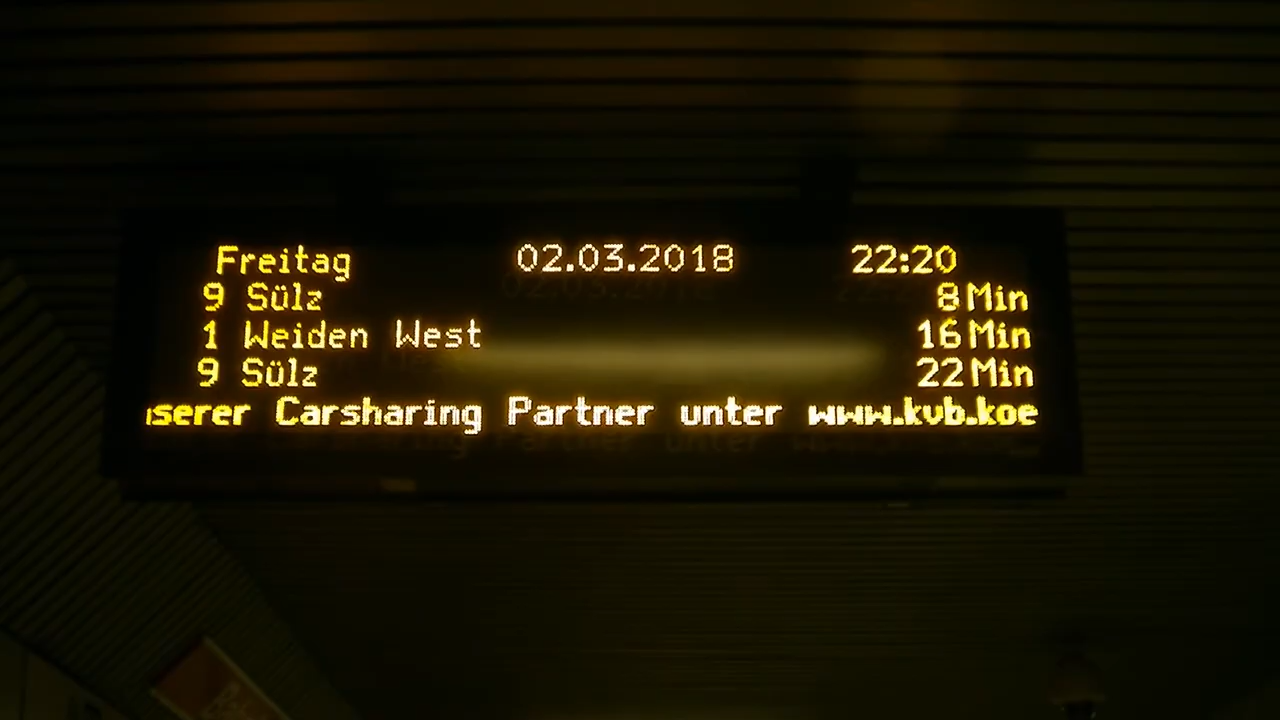 Freitag 02.03.2018 22:20
9 Sülz 8 Min
1 Weiden West 16 Min
9 Sülz 22 Min
serer Carsharing Partner unter www.kvb.koe